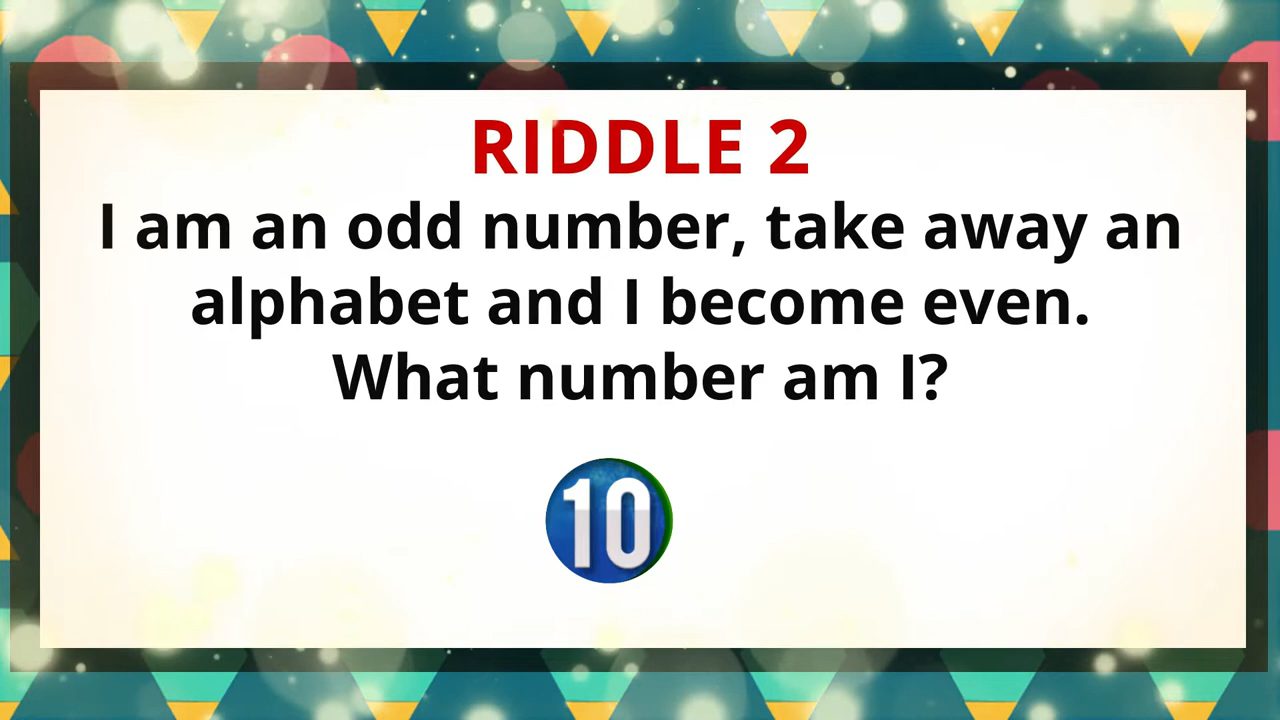 RIDDLE 2
I am an odd number, take away an
alphabet and I become even.
What number am I?
10